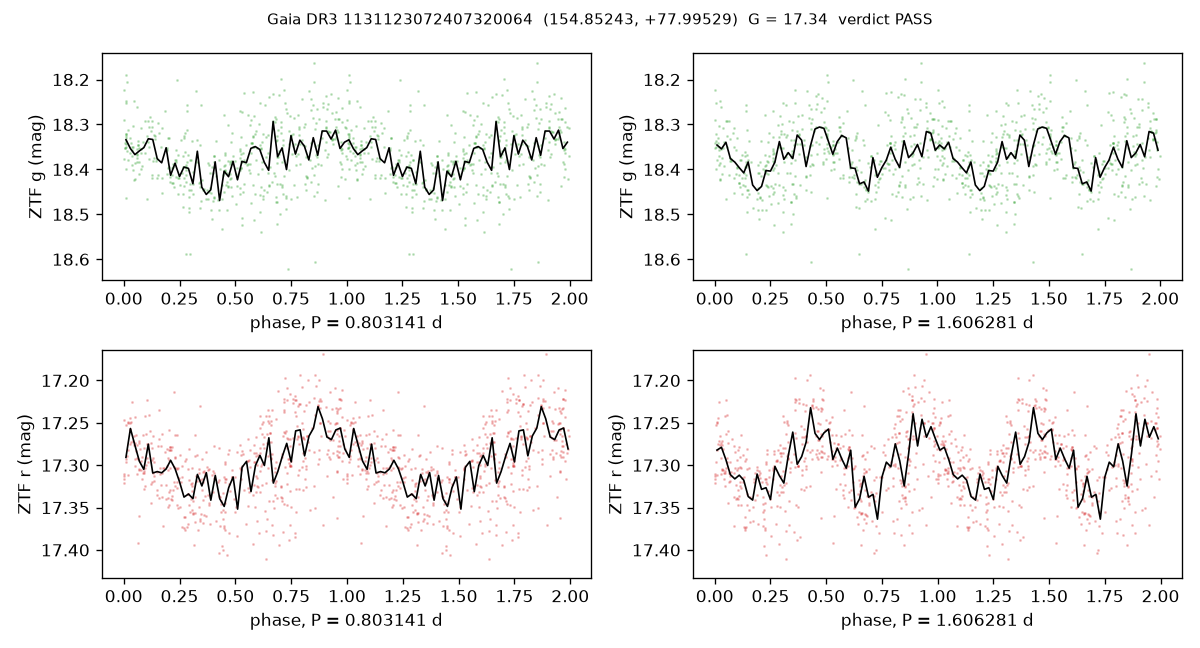 Gaia DR3 1131123072407320064  (154.85243, +77.99529)  G = 17.34  verdict PASS
ZTF g (mag)
18.2
18.3
18.4
18.5
18.6
0.00 0.25 0.50 0.75 1.00 1.25 1.50 1.75 2.00
phase, P = 0.803141 d
ZTF g (mag)
18.2
18.3
18.4
18.5
18.6
0.00 0.25 0.50 0.75 1.00 1.25 1.50 1.75 2.00
phase, P = 1.606281 d
ZTF r (mag)
17.20
17.25
17.30
17.35
17.40
0.00 0.25 0.50 0.75 1.00 1.25 1.50 1.75 2.00
phase, P = 0.803141 d
ZTF r (mag)
17.20
17.25
17.30
17.35
17.40
0.00 0.25 0.50 0.75 1.00 1.25 1.50 1.75 2.00
phase, P = 1.606281 d